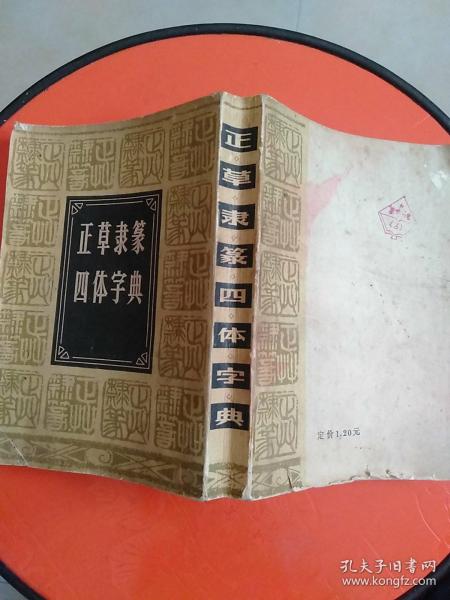 正草隶篆
四体字典
正草隶篆四体字典
定价1.20元
孔夫子旧书网
www.kongfz.com